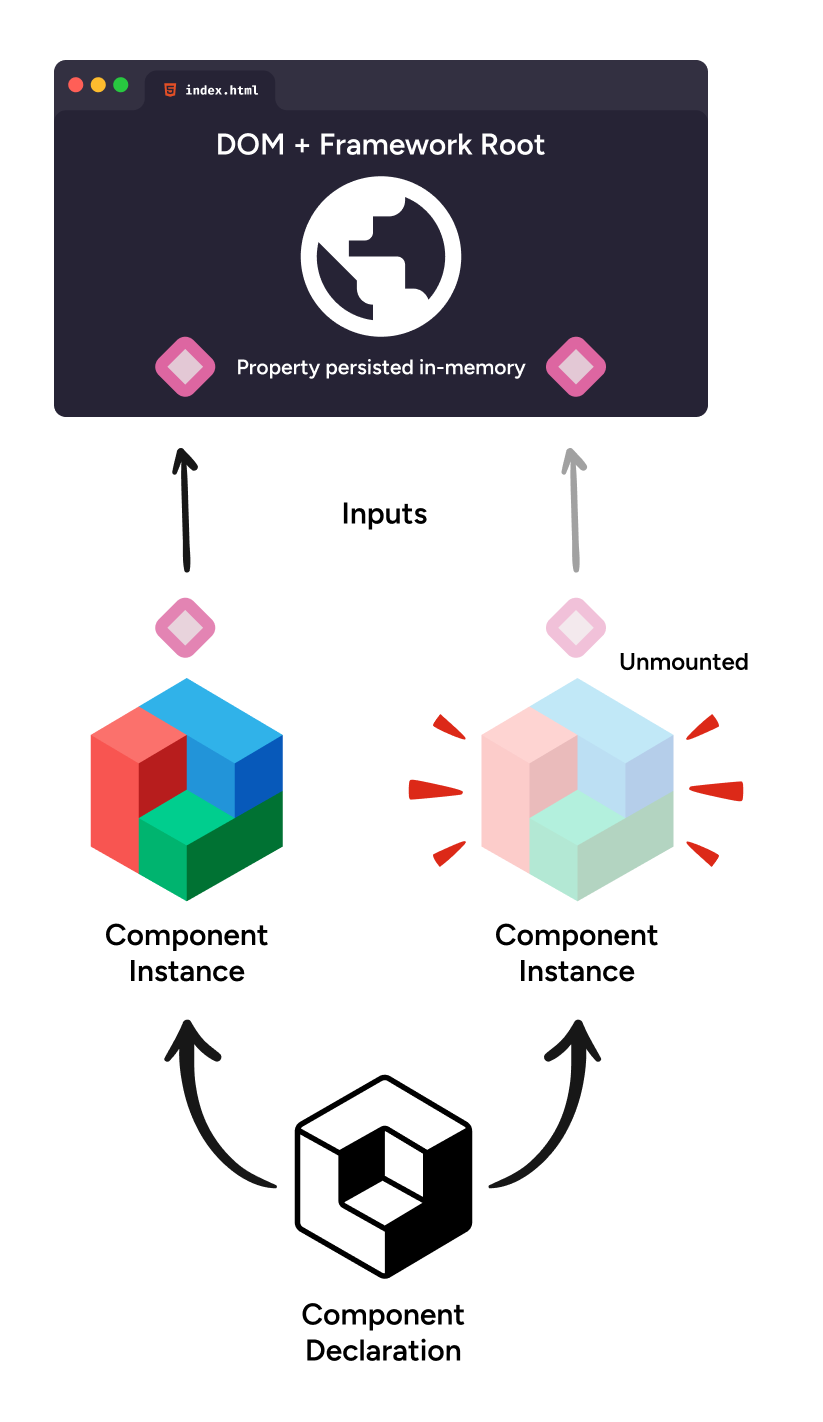 index.html
DOM + Framework Root
Property persisted in-memory
Inputs
Unmounted
Component
Instance
Component
Instance
Component
Declaration